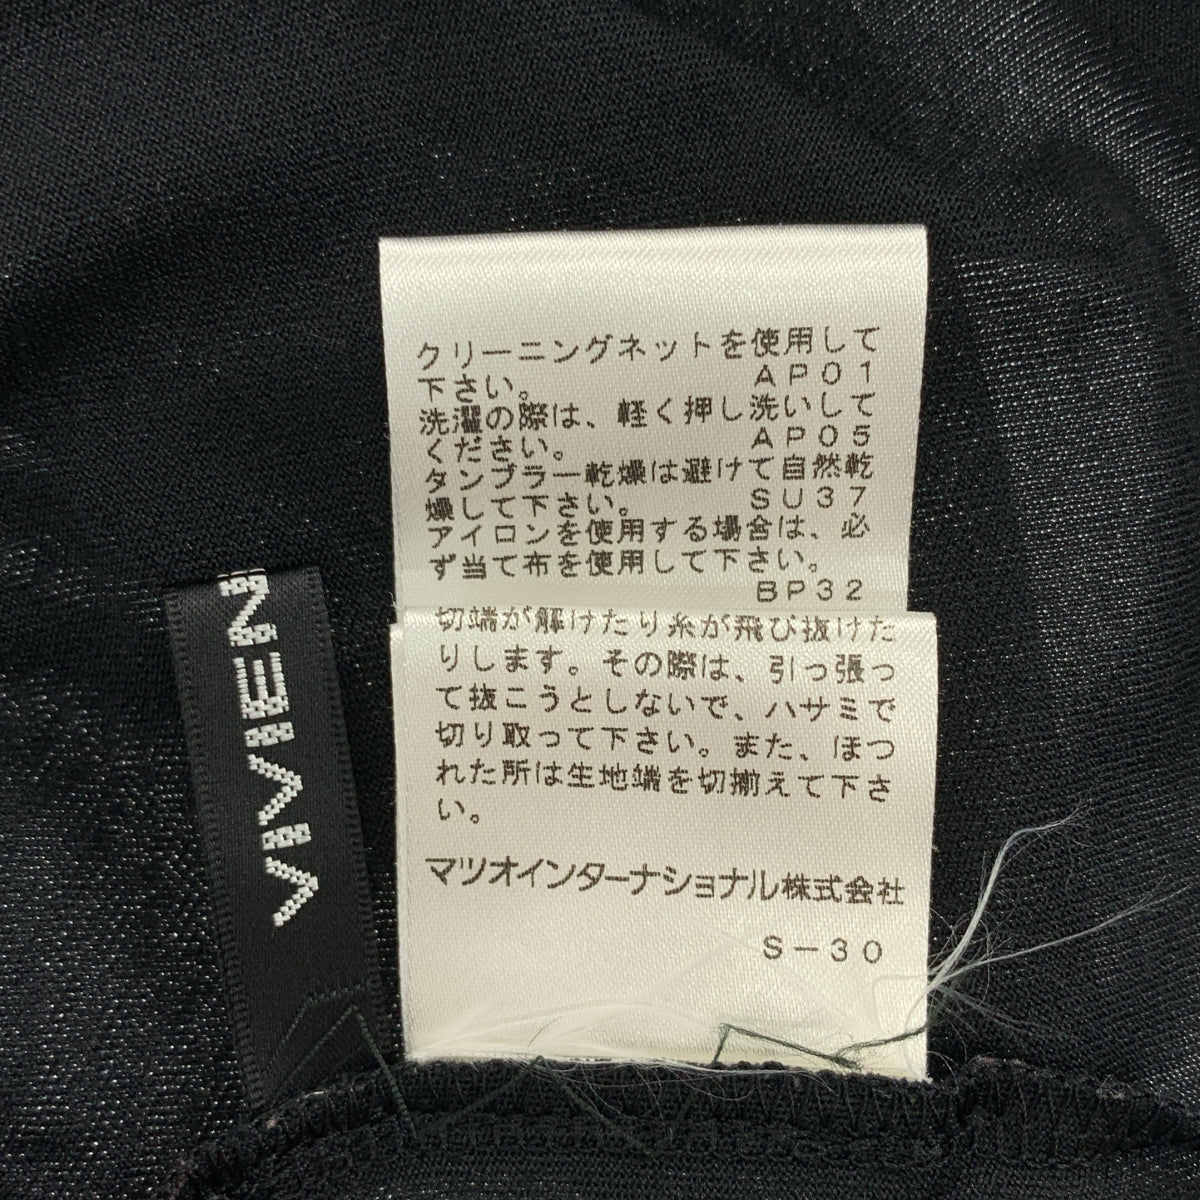 クリーニングネットを使用して
下さい。 AP01
洗濯の際は、軽く押し洗いして
ください。 AP05
タンブラー乾燥は避けて自然乾
燥して下さい。 SU37
アイロンを使用する場合は、必
ず当て布を使用して下さい。
BP32
切端が解けたり糸が飛び抜けた
りします。その際は、引っ張っ
て抜こうとしないで、ハサミで
切り取って下さい。また、ほつ
れた所は生地端を切揃えて下さ
い。
マツオインターナショナル株式会社
S-30
VIVIEN